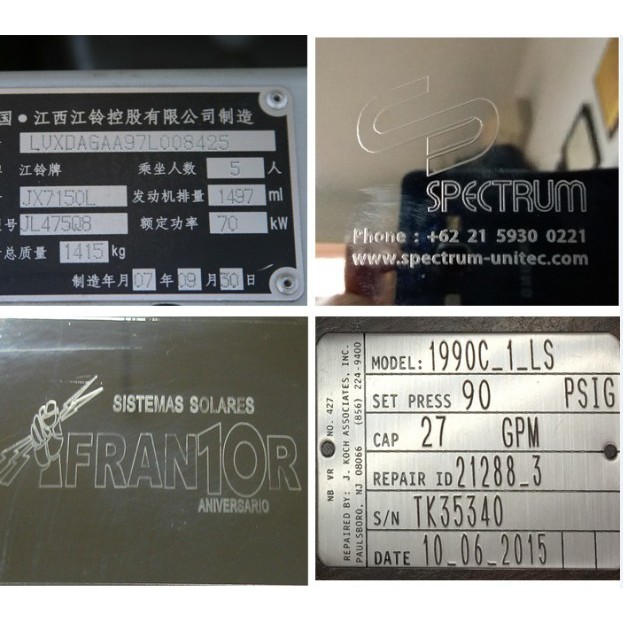 国 ● 江西江铃控股有限公司制造
LVXDAGAA97L008425
江铃牌 乘坐人数 5 人
JX7150L 发动机排量 1497 ml
号 JL475Q8 额定功率 70 kW
总质量 1415 kg
制造年月 07 年 09 月 30 日
SPECTRUM
Phone : +62 21 5930 0221
www.spectrum-unitec.com
SISTEMAS SOLARES
FRAN10R
ANIVERSARIO
NB VR NO. 427
REPAIRED BY: J. KOCH ASSOCIATES, INC.
PAULSBORO, NJ 08066 (856) 224-9400
MODEL: 1990C_1_LS
SET PRESS 90 PSIG
CAP 27 GPM
REPAIR ID 21288_3
S/N TK35340
DATE 10_06_2015